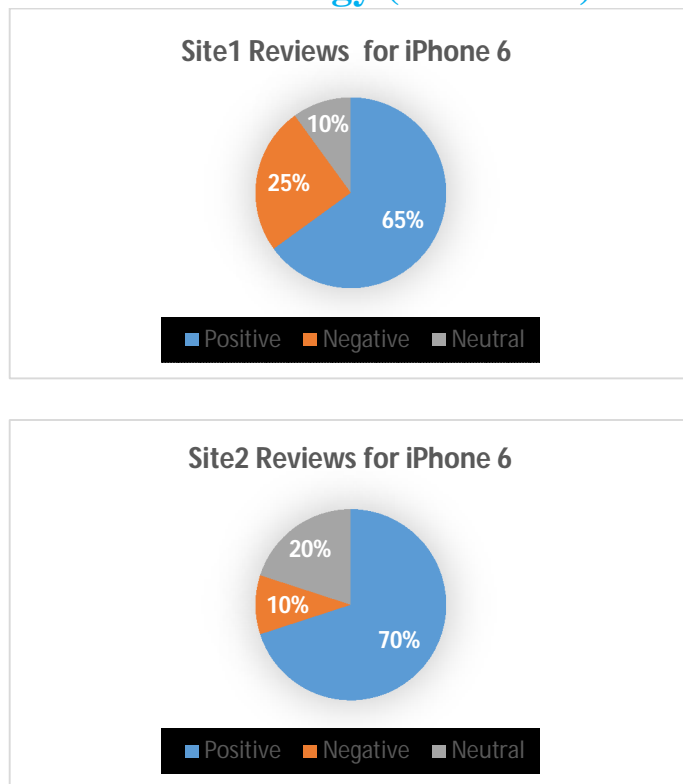 Site1 Reviews for iPhone 6
10%
25%
65%
Positive Negative Neutral
Site2 Reviews for iPhone 6
20%
10%
70%
Positive Negative Neutral